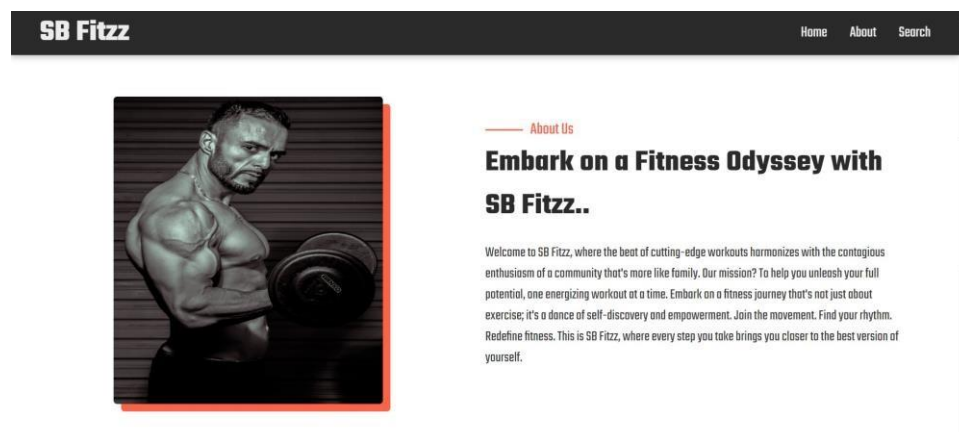 SB Fitzz
Home About Search
About Us
Embark on a Fitness Odyssey with
SB Fitzz..
Welcome to SB Fitzz, where the beat of cutting-edge workouts harmonizes with the contagious
enthusiasm of a community that's more like family. Our mission? To help you unleash your full
potential, one energizing workout at a time. Embark on a fitness journey that's not just about
exercise; it's a dance of self-discovery and empowerment. Join the movement. Find your rhythm.
Redefine fitness. This is SB Fitzz, where every step you take brings you closer to the best version of
yourself.